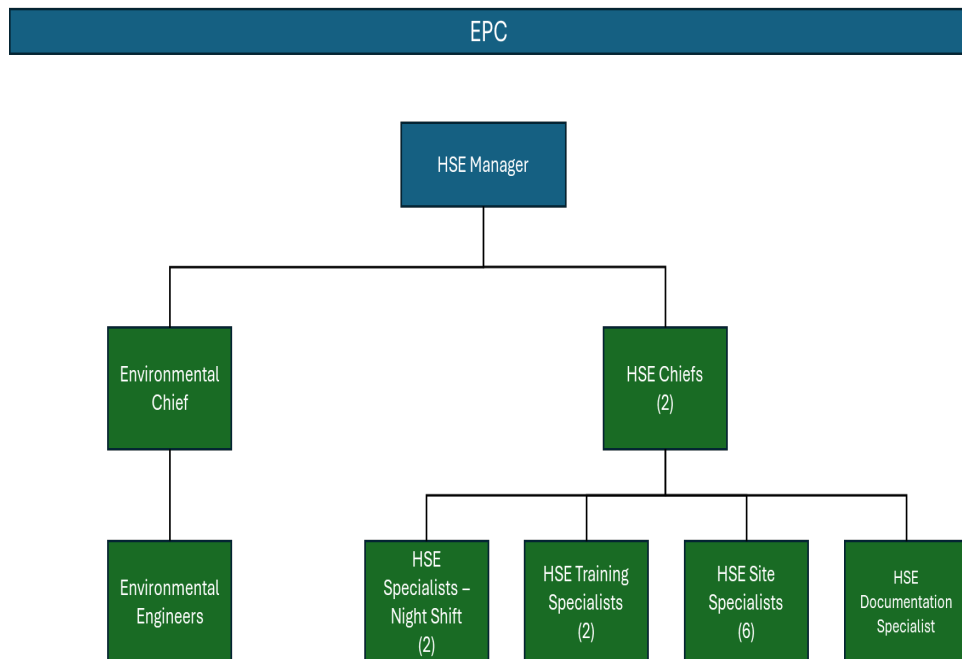 EPC
HSE Manager
Environmental
Chief
HSE Chiefs
(2)
Environmental
Engineers
HSE
Specialists –
Night Shift
(2)
HSE Training
Specialists
(2)
HSE Site
Specialists
(6)
HSE
Documentation
Specialist